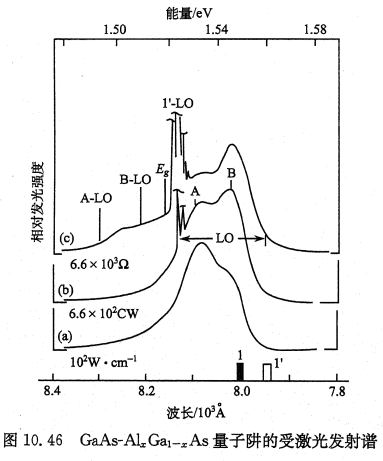 能量/eV
1.50 1.54 1.58
1'-LO
B-LO Eg
A-LO
A B
LO
相对发光强度
(c)
6.6×10³Ω
(b)
6.6×10²CW
(a)
10²W·cm⁻¹
1 1'
8.4 8.2 8.0 7.8
波长/10³Å
图 10.46 GaAs-AlxGa1-xAs 量子阱的受激光发射谱